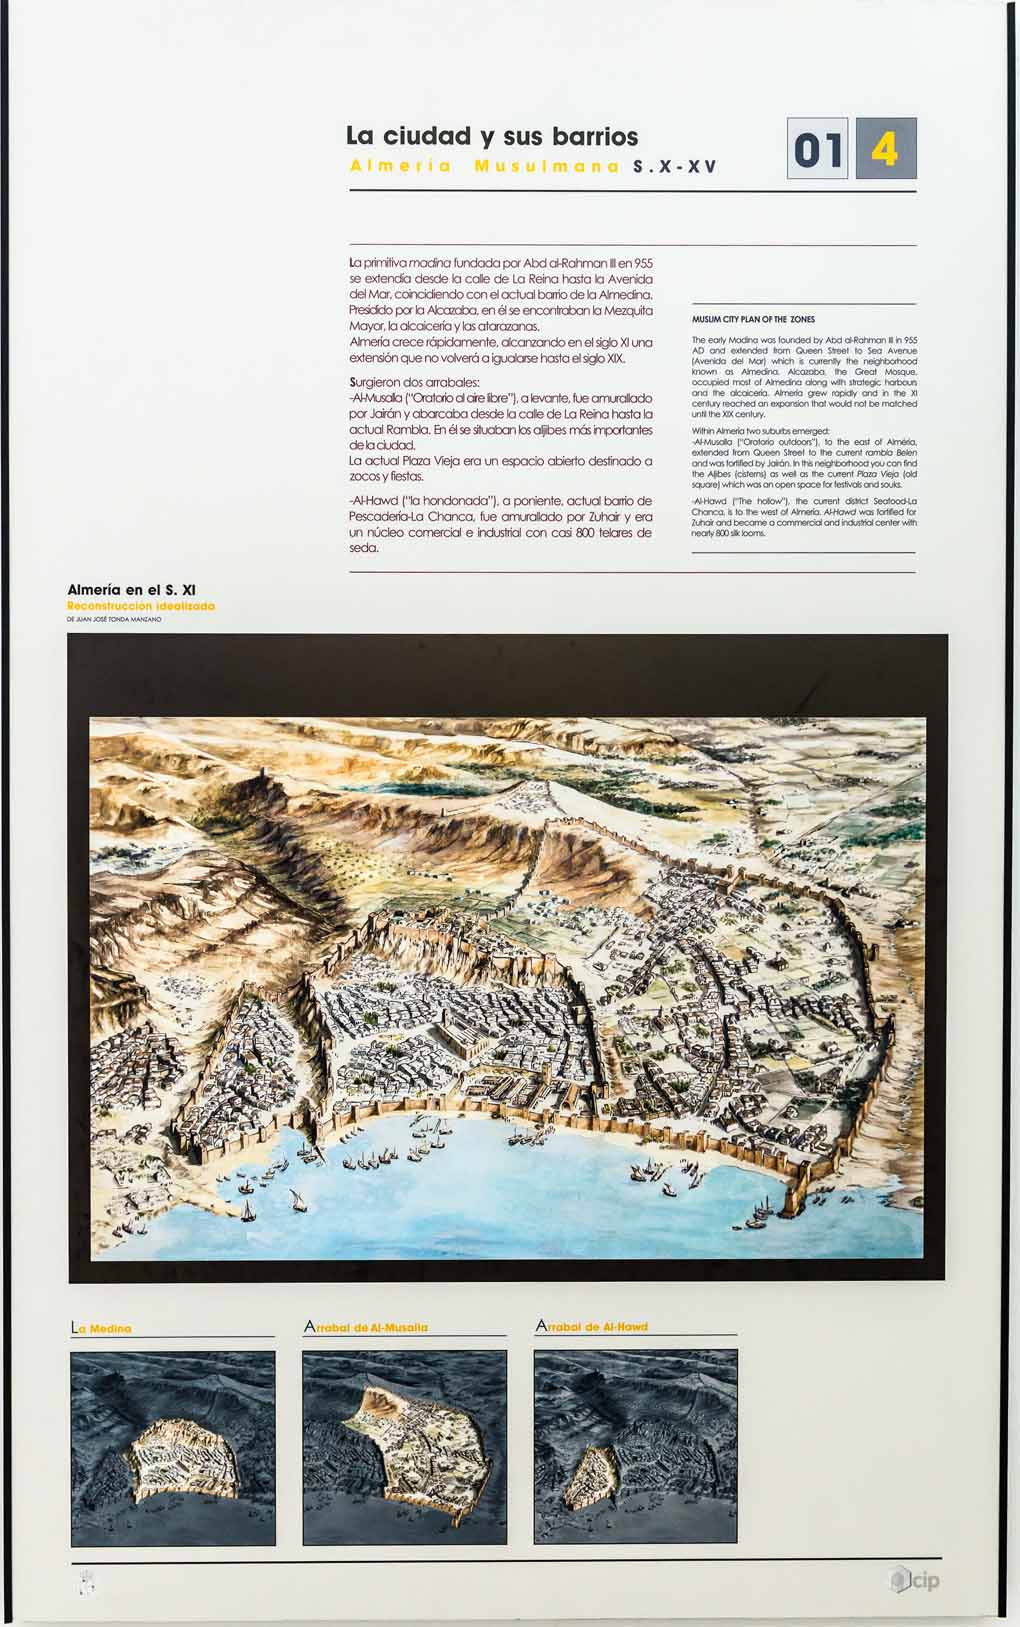 La ciudad y sus barrios
Almería Musulmana S.X-XV
01 4
La primitiva madina fundada por Abd al-Rahman III en 955
se extendía desde la calle de La Reina hasta la Avenida
del Mar, coincidiendo con el actual barrio de la Almedina.
Presidido por la Alcazaba, en él se encontraban la Mezquita
Mayor, la alcaicería y las atarazanas.
Almería crece rápidamente, alcanzando en el siglo XI una
extensión que no volverá a igualarse hasta el siglo XIX.
Surgieron dos arrabales:
-Al-Musalla ("Oratorio al aire libre"), a levante, fue amurallado
por Jairán y abarcaba desde la calle de La Reina hasta la
actual Rambla. En él se situaban los aljibes más importantes
de la ciudad.
La actual Plaza Vieja era un espacio abierto destinado a
zocos y fiestas.
-Al-Hawd ("la hondonada"), a poniente, actual barrio de
Pescadería-La Chanca, fue amurallado por Zuhair y era
un núcleo comercial e industrial con casi 800 telares de
seda.
MUSLIM CITY PLAN OF THE ZONES
The early Madina was founded by Abd al-Rahman III in 955
AD and extended from Queen Street to Sea Avenue
(Avenida del Mar) which is currently the neighborhood
known as Almedina. Alcazaba, the Great Mosque,
occupied most of Almedina along with strategic harbours
and the alcaicería. Almería grew rapidly and in the XI
century reached an expansion that would not be matched
until the XIX century.
Within Almería two suburbs emerged:
-Al-Musalla ("Oratorio outdoors"), to the east of Almería,
extended from Queen Street to the current rambla Belen
and was fortified by Jairán. In this neighborhood you can find
the Aljibes (cisterns) as well as the current Plaza Vieja (old
square) which was an open space for festivals and souks.
-Al-Hawd ("The hollow"), the current district Seafood-La
Chanca, is to the west of Almería. Al-Hawd was fortified for
Zuhair and became a commercial and industrial center with
nearly 800 silk looms.
Almería en el S. XI
Reconstruccion idealizada
DE JUAN JOSÉ TONDA MANZANO
La Medina
Arrabal de Al-Musalla
Arrabal de Al-Hawd
cip